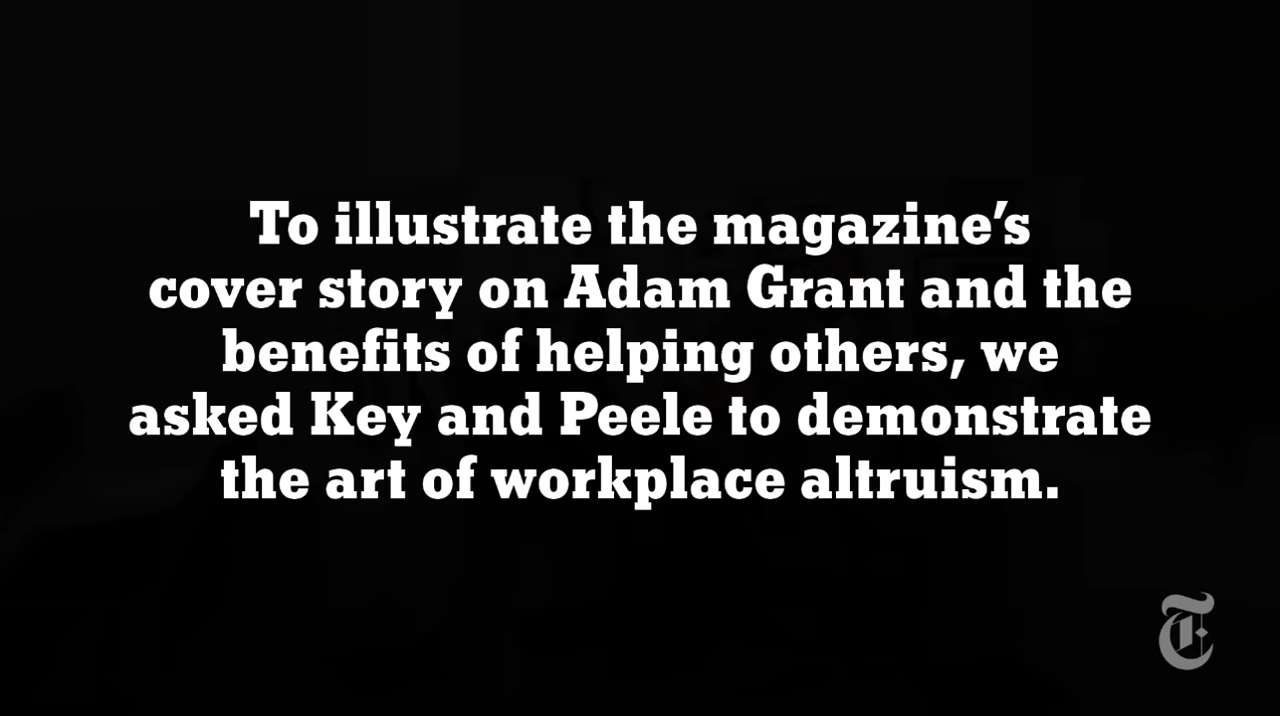 To illustrate the magazine’s
cover story on Adam Grant and the
benefits of helping others, we
asked Key and Peele to demonstrate
the art of workplace altruism.
T